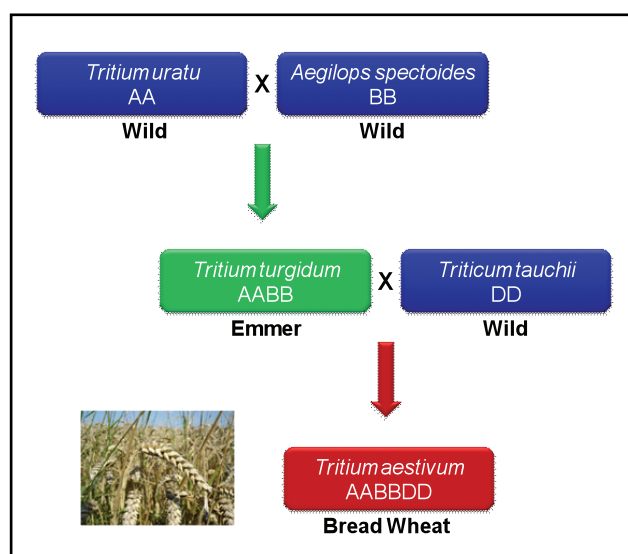 Tritium uratu
AA
X
Aegilops spectoides
BB
Wild
Wild
Tritium turgidum
AABB
X
Triticum tauchii
DD
Emmer
Wild
Tritium aestivum
AABBDD
Bread Wheat